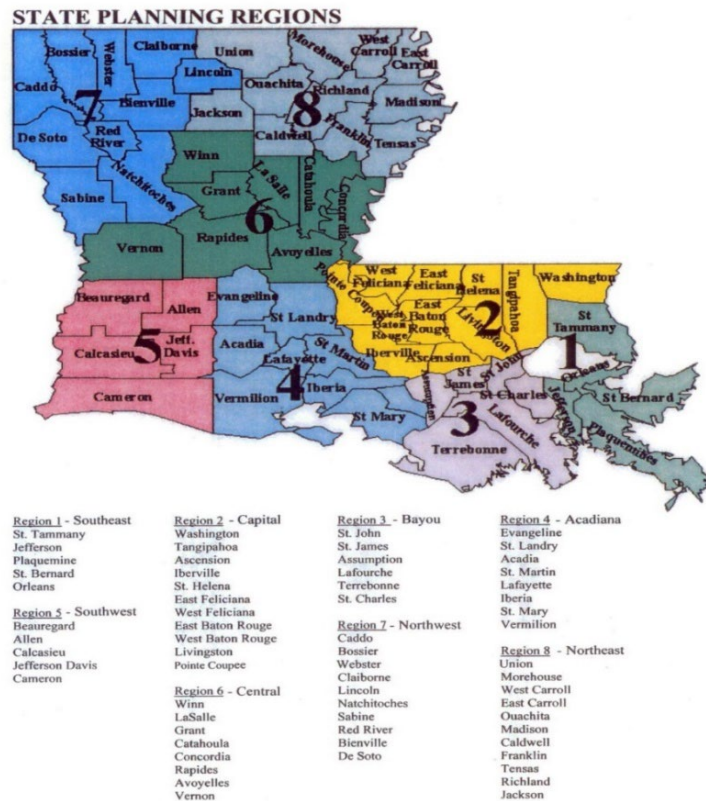 STATE PLANNING REGIONS
Claiborne
Bossier
Webster
Union
Morehouse
West
Carroll
East
Carroll
Caddo
Lincoln
Ouachita
Richland
7
Bienville
Jackson
8
Madison
De Soto
Red
River
Caldwell
Franklin
Tensas
Natchitoches
Winn
La Salle
Catahoula
Concordia
Sabine
Grant
6
Vernon
Rapides
Avoyelles
Beauregard
Allen
Evangeline
St Landry
Pointe Coupee
West
Feliciana
East
Feliciana
St
Helena
Tangipahoa
Washington
2
West
Baton
Rouge
East
Baton
Rouge
Livingston
St
Tammany
5
Jeff.
Davis
Calcasieu
Acadia
Lafayette
St Martin
Iberville
Ascension
1
Orleans
Cameron
Vermilion
4
Iberia
St Mary
Assumption
St
James
St John
St Charles
3
Lafourche
Terrebonne
Jefferson
St Bernard
Plaquemines
Region 1 - Southeast
St. Tammany
Jefferson
Plaquemine
St. Bernard
Orleans
Region 5 - Southwest
Beauregard
Allen
Calcasieu
Jefferson Davis
Cameron
Region 2 - Capital
Washington
Tangipahoa
Ascension
Iberville
St. Helena
East Feliciana
West Feliciana
East Baton Rouge
West Baton Rouge
Livingston
Pointe Coupee
Region 6 - Central
Winn
LaSalle
Grant
Catahoula
Concordia
Rapides
Avoyelles
Vernon
Region 3 - Bayou
St. John
St. James
Assumption
Lafourche
Terrebonne
St. Charles
Region 7 - Northwest
Caddo
Bossier
Webster
Claiborne
Lincoln
Natchitoches
Sabine
Red River
Bienville
De Soto
Region 4 - Acadiana
Evangeline
St. Landry
Acadia
St. Martin
Lafayette
Iberia
St. Mary
Vermilion
Region 8 - Northeast
Union
Morehouse
West Carroll
East Carroll
Ouachita
Madison
Caldwell
Franklin
Tensas
Richland
Jackson